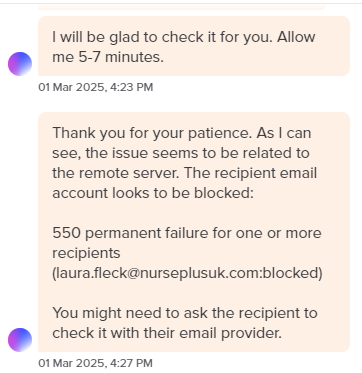 I will be glad to check it for you. Allow
me 5-7 minutes.
01 Mar 2025, 4:23 PM
Thank you for your patience. As I can
see, the issue seems to be related to
the remote server. The recipient email
account looks to be blocked:
550 permanent failure for one or more
recipients
(laura.fleck@nurseplusuk.com:blocked)
You might need to ask the recipient to
check it with their email provider.
01 Mar 2025, 4:27 PM